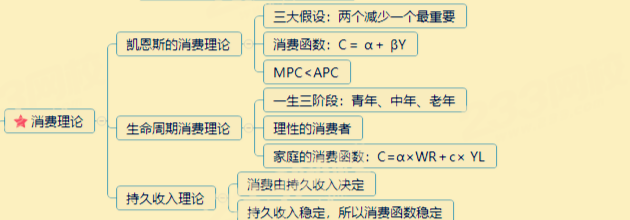 三大假设：两个减少一个最重要
凯恩斯的消费理论
消费函数：C = α + βY
MPC<APC
一生三阶段：青年、中年、老年
消费理论
生命周期消费理论
理性的消费者
家庭的消费函数：C=α×WR+c× YL
消费由持久收入决定
持久收入理论
持久收入稳定，所以消费函数稳定